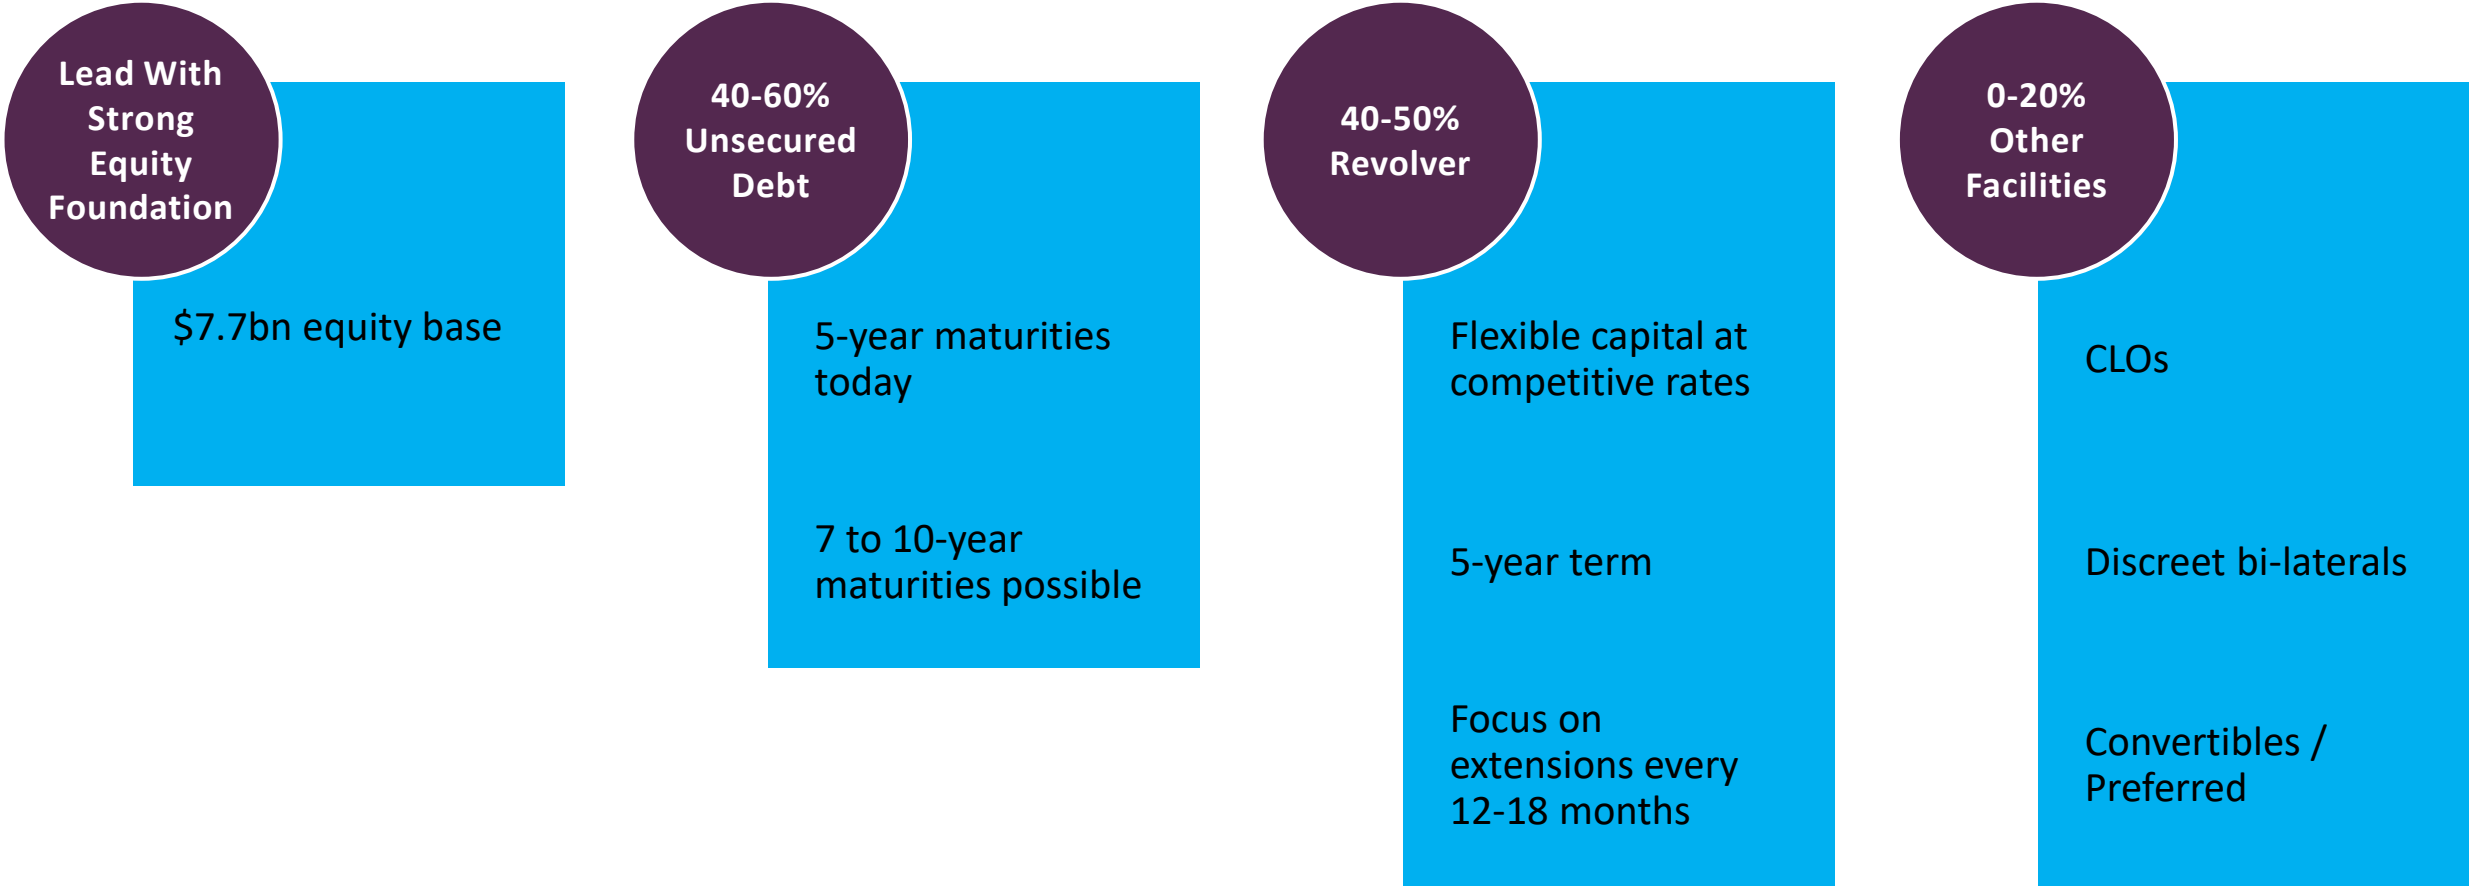 Lead With
Strong
Equity
Foundation
$7.7bn equity base
40-60%
Unsecured
Debt
5-year maturities
today
7 to 10-year
maturities possible
40-50%
Revolver
Flexible capital at
competitive rates
5-year term
Focus on
extensions every
12-18 months
0-20%
Other
Facilities
CLOs
Discreet bi-laterals
Convertibles /
Preferred